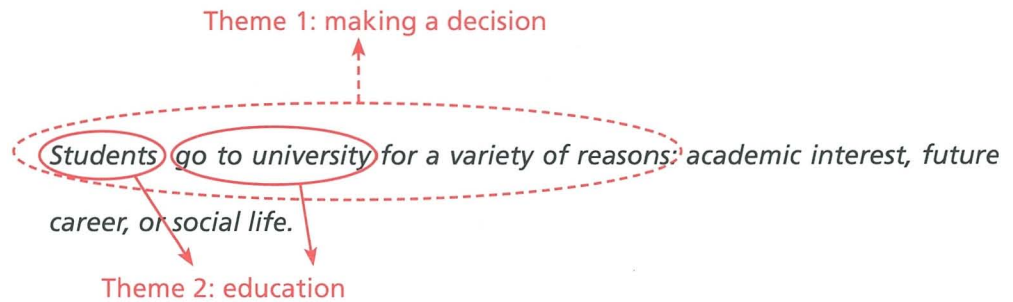 Theme 1: making a decision
Students go to university for a variety of reasons: academic interest, future
career, or social life.
Theme 2: education